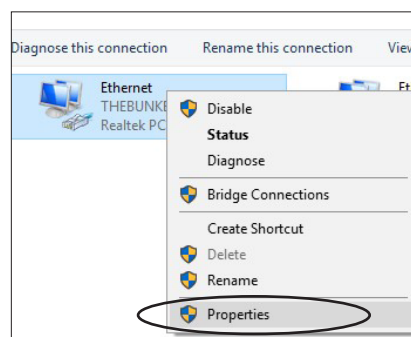 Diagnose this connection Rename this connection
Ethernet
Realtek PC
Disable
Status
Diagnose
Bridge Connections
Create Shortcut
Delete
Rename
Properties